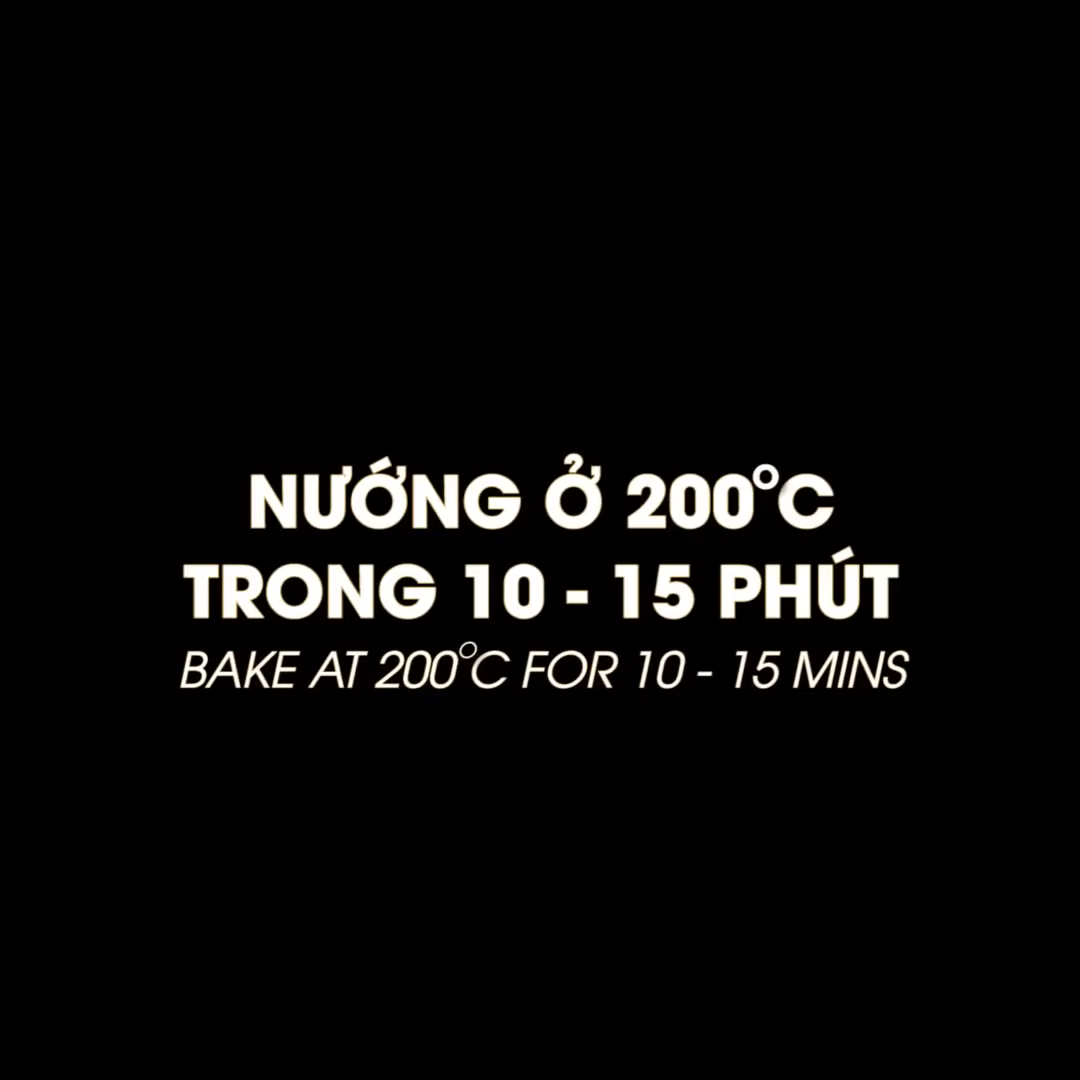 NƯỚNG Ở 200°C
TRONG 10 - 15 PHÚT
BAKE AT 200°C FOR 10 - 15 MINS